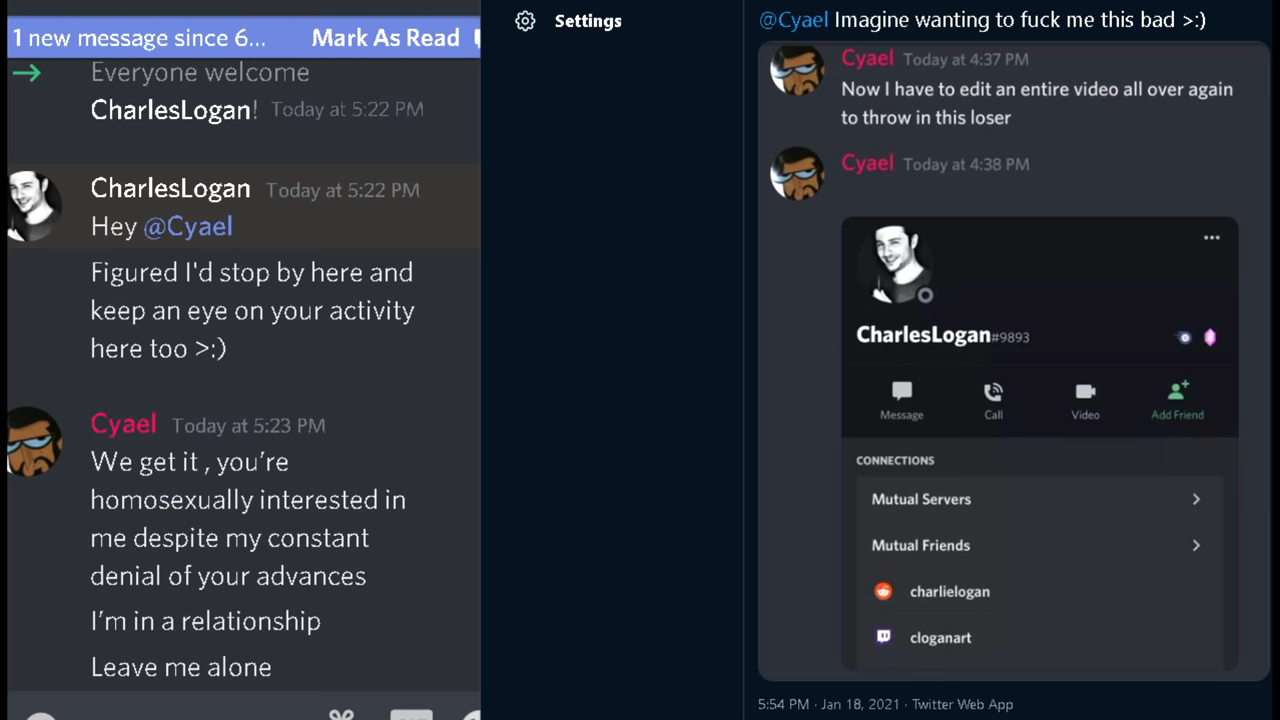 1 new message since 6... Mark As Read
Everyone welcome
CharlesLogan! Today at 5:22 PM
CharlesLogan Today at 5:22 PM
Hey @Cyael
Figured I'd stop by here and
keep an eye on your activity
here too >:)
Cyael Today at 5:23 PM
We get it , you're
homosexually interested in
me despite my constant
denial of your advances
I'm in a relationship
Leave me alone
Settings
@Cyael Imagine wanting to fuck me this bad >:)
Cyael Today at 4:37 PM
Now I have to edit an entire video all over again
to throw in this loser
Cyael Today at 4:38 PM
CharlesLogan#9893
Message Call Video Add Friend
CONNECTIONS
Mutual Servers
Mutual Friends
charlielogan
cloganart
5:54 PM · Jan 18, 2021 · Twitter Web App